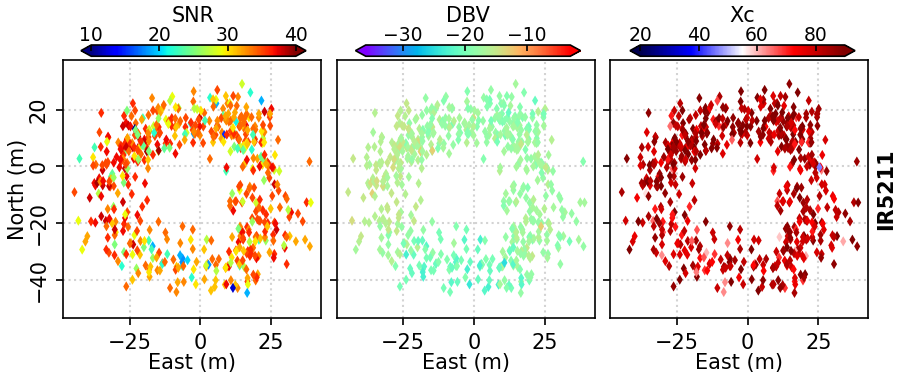 SNR DBV Xc
10 20 30 40 −30 −20 −10 20 40 60 80
North (m)
20
0
−20
−40
−25 0 25 −25 0 25 −25 0 25
East (m) East (m) East (m)
IR5211